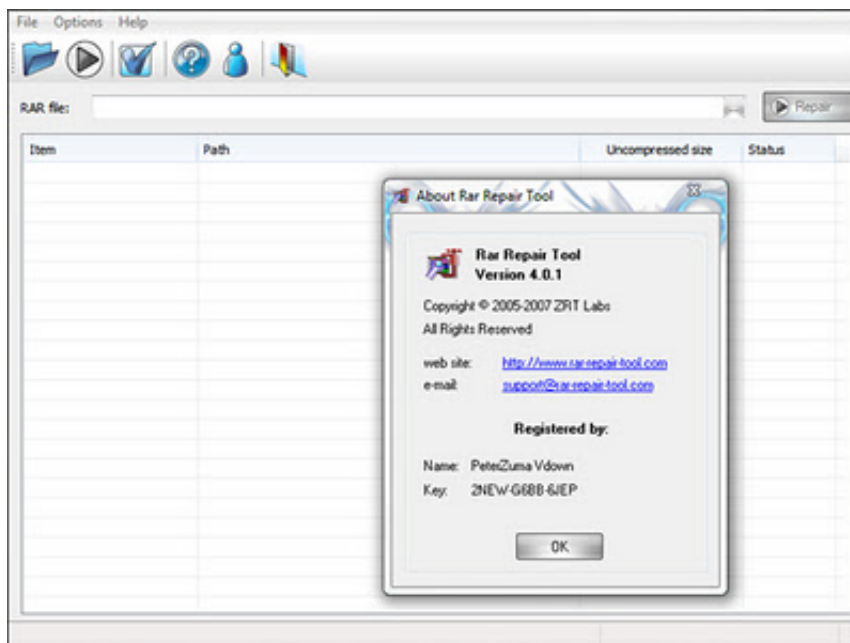 File Options Help
RAR file:
Repair
Item Path Uncompressed size Status
About Rar Repair Tool
Rar Repair Tool
Version 4.0.1
Copyright © 2005-2007 ZRT Labs
All Rights Reserved
web site: http://www.rar-repair-tool.com
e-mail: support@rar-repair-tool.com
Registered by:
Name: PeterZuma Vdown
Key: 2NEW-G6BB-6JEP
OK